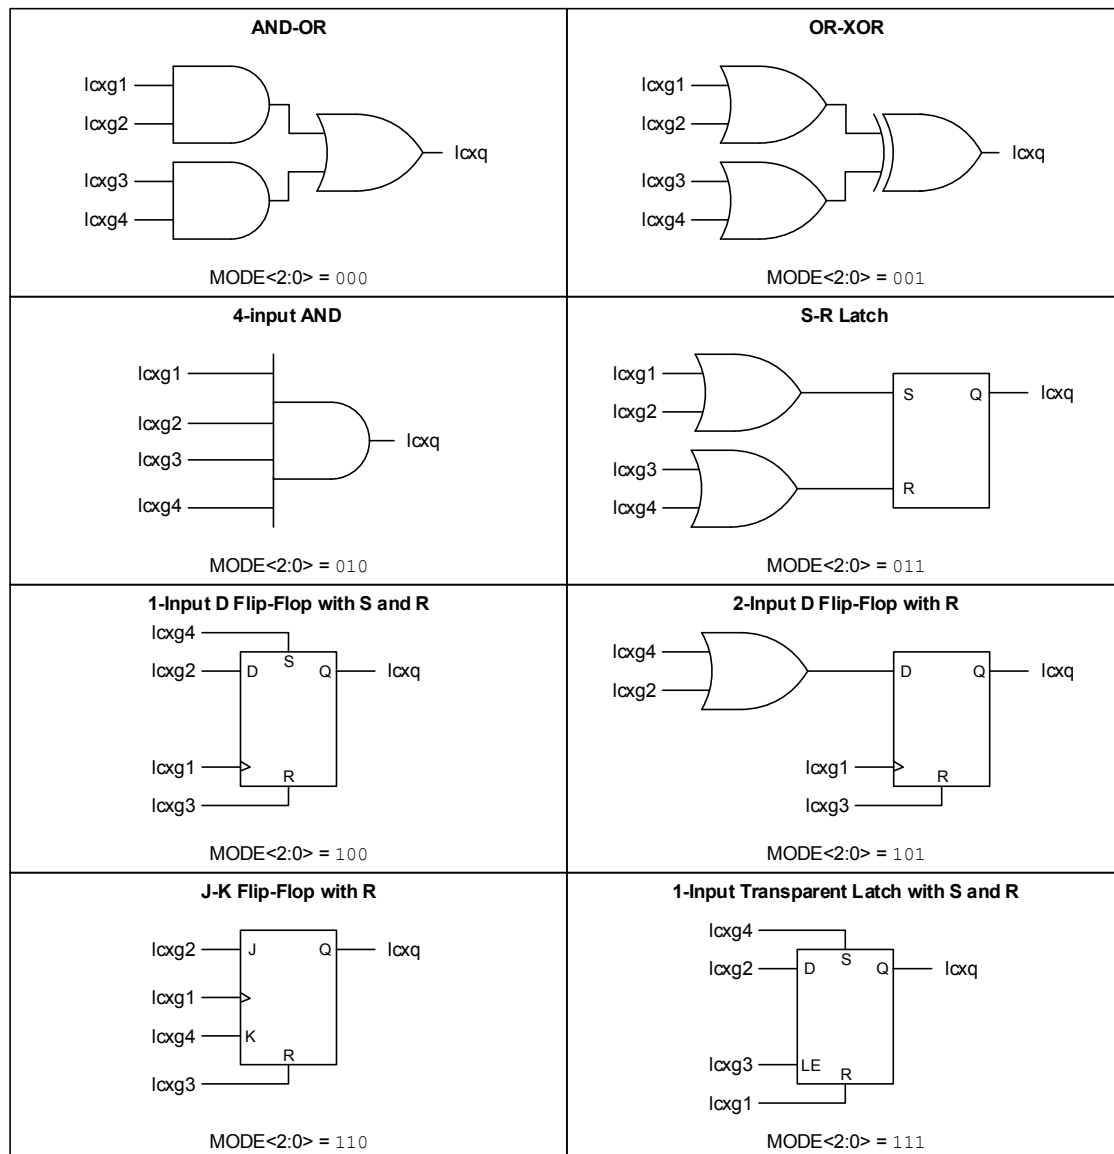 AND-OR
lcxg1
lcxg2
lcxg3
lcxg4
lcxq
MODE<2:0> = 000
OR-XOR
lcxg1
lcxg2
lcxg3
lcxg4
lcxq
MODE<2:0> = 001
4-input AND
lcxg1
lcxg2
lcxg3
lcxg4
lcxq
MODE<2:0> = 010
S-R Latch
lcxg1
lcxg2
lcxg3
lcxg4
S Q
R
lcxq
MODE<2:0> = 011
1-Input D Flip-Flop with S and R
lcxg4
S
lcxg2 D Q lcxq
lcxg1
R
lcxg3
MODE<2:0> = 100
2-Input D Flip-Flop with R
lcxg4
lcxg2
D Q lcxq
lcxg1
R
lcxg3
MODE<2:0> = 101
J-K Flip-Flop with R
lcxg2 J Q lcxq
lcxg1
lcxg4 K
R
lcxg3
MODE<2:0> = 110
1-Input Transparent Latch with S and R
lcxg4
S
lcxg2 D Q lcxq
lcxg3 LE
R
lcxg1
MODE<2:0> = 111